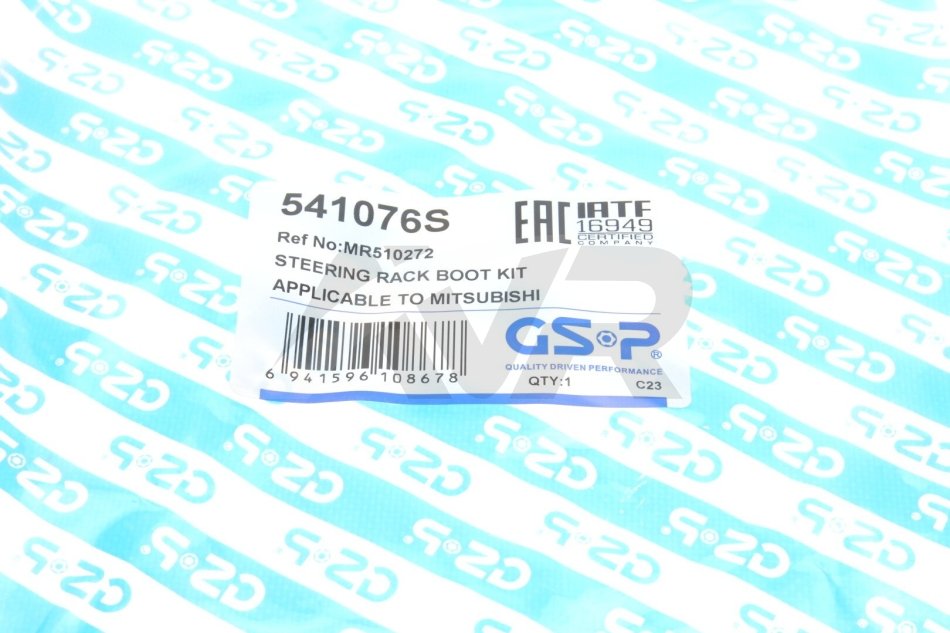 541076S
Ref No:MR510272
STEERING RACK BOOT KIT
APPLICABLE TO MITSUBISHI
6 941596 108678
EAC
IATF
16949
CERTIFIED
COMPANY
GSP®
QUALITY DRIVEN PERFORMANCE
QTY:1
C23